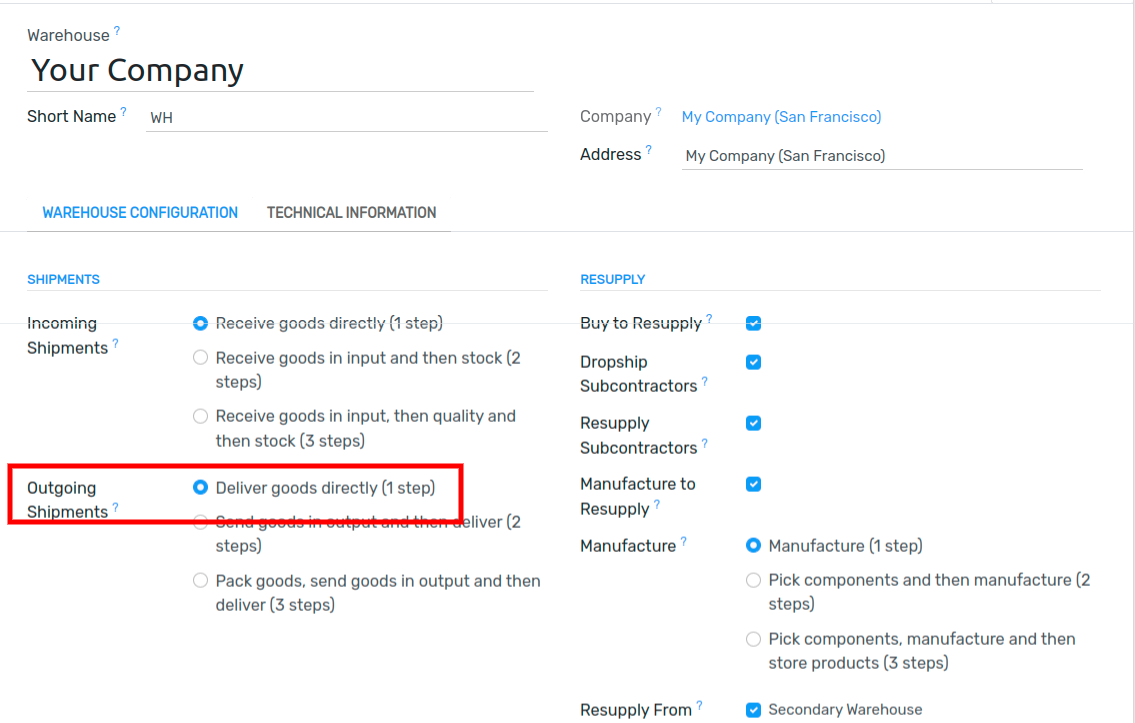 Warehouse ?
Your Company
Short Name ? WH
Company ? My Company (San Francisco)
Address ? My Company (San Francisco)
WAREHOUSE CONFIGURATION TECHNICAL INFORMATION
SHIPMENTS
Incoming
Shipments ?
Receive goods directly (1 step)
Receive goods in input and then stock (2
steps)
Receive goods in input, then quality and
then stock (3 steps)
Outgoing
Shipments ?
Deliver goods directly (1 step)
Send goods in output and then deliver (2
steps)
Pack goods, send goods in output and then
deliver (3 steps)
RESUPPLY
Buy to Resupply ?
Dropship
Subcontractors ?
Resupply
Subcontractors ?
Manufacture to
Resupply ?
Manufacture ?
Manufacture (1 step)
Pick components and then manufacture (2
steps)
Pick components, manufacture and then
store products (3 steps)
Resupply From ? Secondary Warehouse